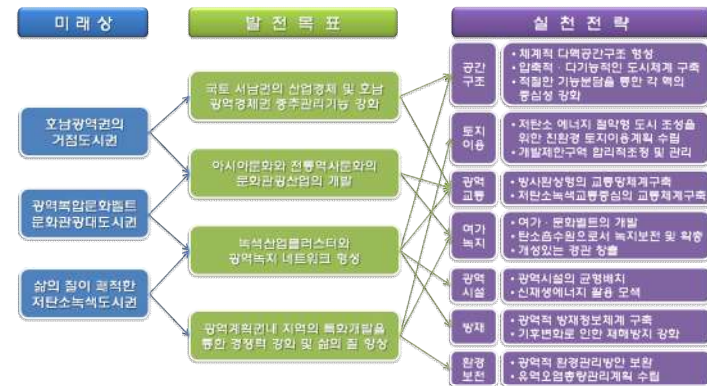 미래상
발전목표
실천전략
호남광역권의
거점도시권
광역복합문화벨트
문화관광대도시권
삶의 질이 쾌적한
저탄소녹색도시권
국토 서남권의 산업경제 및 호남
광역경제권 중추관리기능 강화
아시아문화와 전통역사문화의
문화관광산업의 개발
녹색산업클러스터와
광역녹지 네트워크 형성
광역계획권내 지역의 특화개발을
통한 경쟁력 강화 및 삶의 질 향상
공간
구조
• 체계적 다핵공간구조 형성
• 압축적 · 다기능적인 도시체계 구축
• 적절한 기능분담을 통한 각 핵의
중심성 강화
토지
이용
• 저탄소 에너지 절약형 도시 조성을
위한 친환경 토지이용계획 수립
• 개발제한구역 합리적조정 및 관리
광역
교통
• 방사환상형의 교통망체계구축
• 저탄소녹색교통중심의 교통체계구축
여가
녹지
• 여가 · 문화벨트의 개발
• 탄소흡수원으로서 녹지보전 및 확충
• 개성있는 경관 창출
광역
시설
• 광역시설의 균형배치
• 신재생에너지 활용 모색
방재
• 광역적 방재정보체계 구축
• 기후변화로 인한 재해방지 강화
환경
보전
• 광역적 환경관리방안 보완
• 유역오염총량관리계획 수립